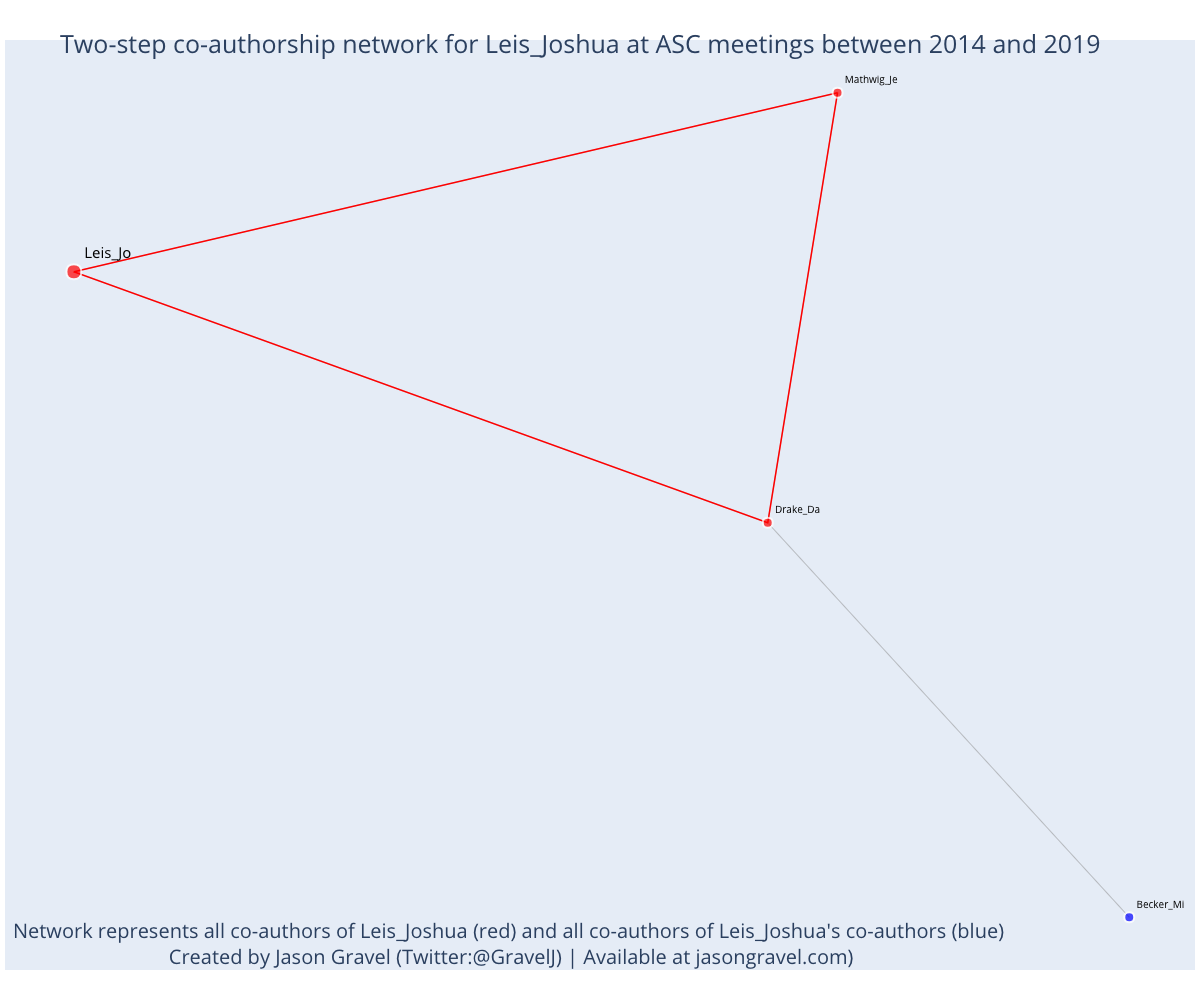 Two-step co-authorship network for Leis_Joshua at ASC meetings between 2014 and 2019
Mathwig_Je
Leis_Jo
Drake_Da
Becker_Mi
Network represents all co-authors of Leis_Joshua (red) and all co-authors of Leis_Joshua's co-authors (blue)
Created by Jason Gravel (Twitter:@GravelJ) | Available at jasongravel.com)